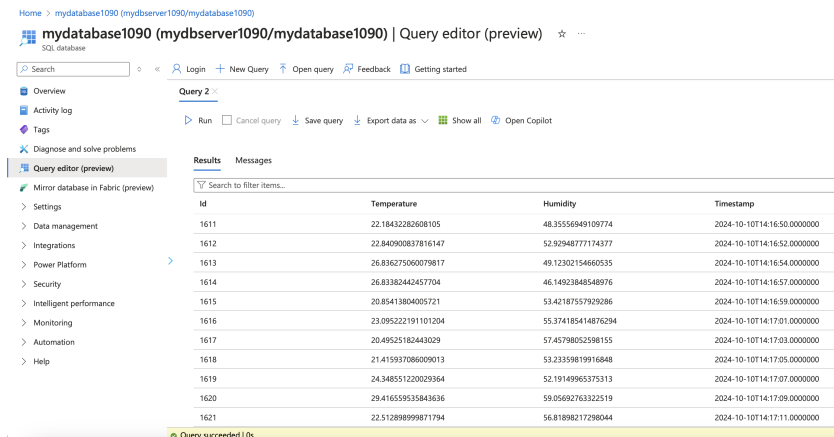 Home > mydatabase1090 (mydbserver1090/mydatabase1090)
mydatabase1090 (mydbserver1090/mydatabase1090) | Query editor (preview) ☆ ···
SQL database
Search
Login New Query Open query Feedback Getting started
Overview
Activity log
Tags
Diagnose and solve problems
Query editor (preview)
Mirror database in Fabric (preview)
Settings
Data management
Integrations
Power Platform
Security
Intelligent performance
Monitoring
Automation
Help
Query 2
Run Cancel query Save query Export data as Show all Open Copilot
Results Messages
Search to filter items...
Id Temperature Humidity Timestamp
1611 22.18432282608105 48.35556949109774 2024-10-10T14:16:50.0000000
1612 22.840900837816147 52.92948777174377 2024-10-10T14:16:52.0000000
1613 26.836275060079817 49.12302154660535 2024-10-10T14:16:54.0000000
1614 26.83382442457704 46.14923848548976 2024-10-10T14:16:57.0000000
1615 20.85413804005721 53.42187557929286 2024-10-10T14:16:59.0000000
1616 23.095222191101204 55.374185414876294 2024-10-10T14:17:01.0000000
1617 20.49525182443029 57.45798052598155 2024-10-10T14:17:03.0000000
1618 21.415937086009013 53.23359819916848 2024-10-10T14:17:05.0000000
1619 24.348551220029364 52.19149965375313 2024-10-10T14:17:07.0000000
1620 29.416559535843636 59.05692763322519 2024-10-10T14:17:09.0000000
1621 22.512898999871794 56.81898217298044 2024-10-10T14:17:11.0000000
Query succeeded | 0s